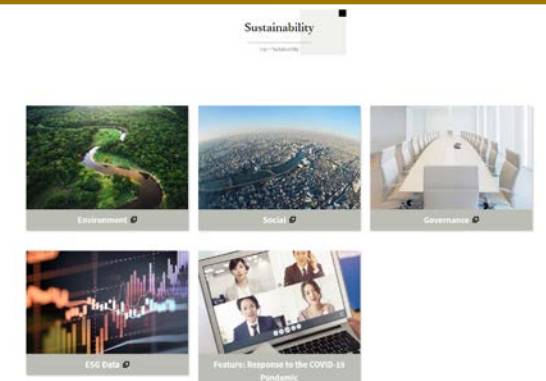 Sustainability
Environment
Social
Governance
ESG Data
Feature: Response to the COVID-19
Pandemic